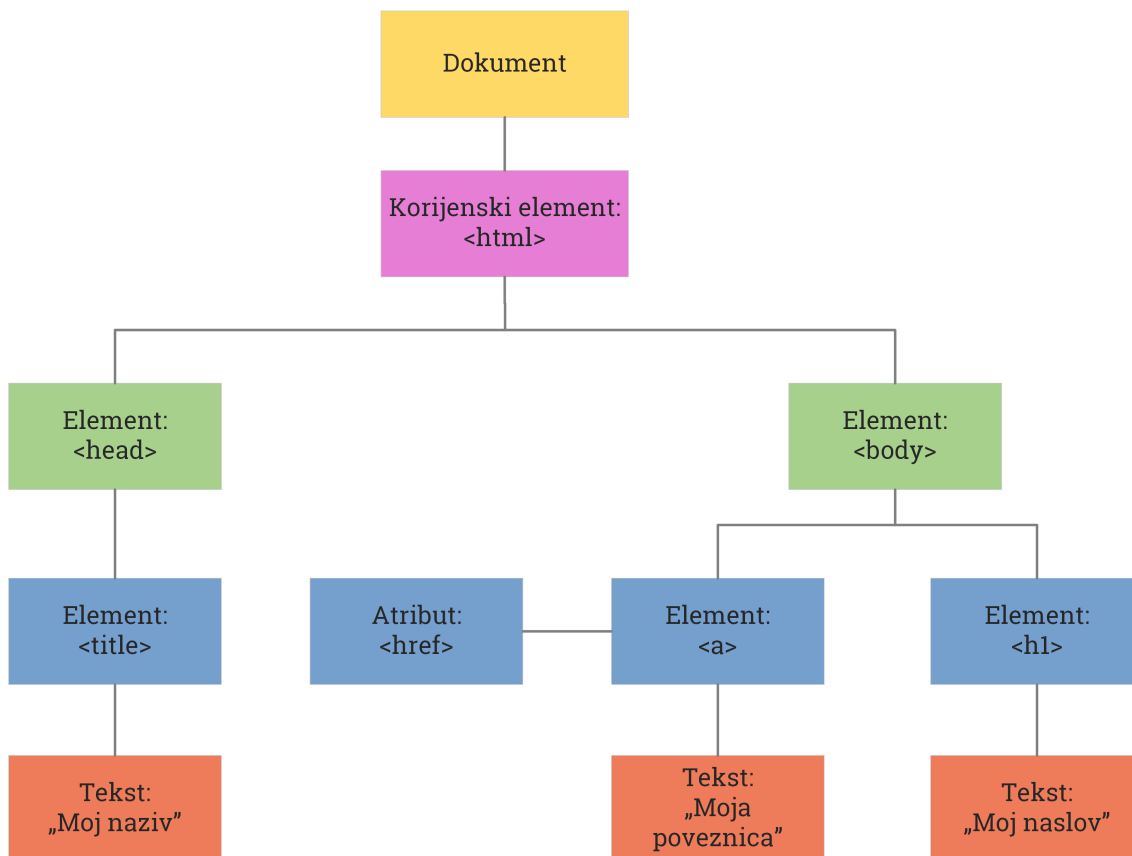 Dokument
Korijenski element:
<html>
Element:
<head>
Element:
<body>
Element:
<title>
Atribut:
<href>
Element:
<a>
Element:
<h1>
Tekst:
„Moj naziv”
Tekst:
„Moja
poveznica”
Tekst:
„Moj naslov”